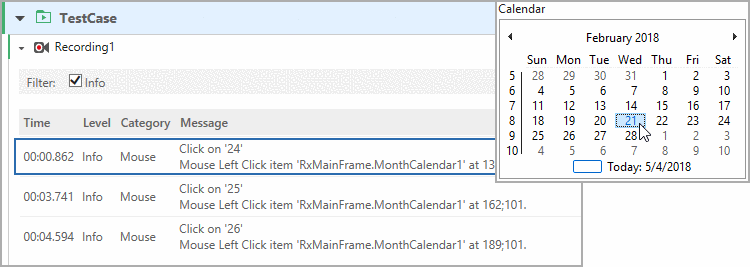 TestCase
Recording1
Filter: Info
Time Level Category Message
00:00.862 Info Mouse Click on '24'
Mouse Left Click item 'RxMainFrame.MonthCalendar1' at 13
00:03.741 Info Mouse Click on '25'
Mouse Left Click item 'RxMainFrame.MonthCalendar1' at 162;101.
00:04.594 Info Mouse Click on '26'
Mouse Left Click item 'RxMainFrame.MonthCalendar1' at 189;101.
Calendar
February 2018
Sun Mon Tue Wed Thu Fri Sat
5 28 29 30 31 1 2 3
6 4 5 6 7 8 9 10
7 11 12 13 14 15 16 17
8 18 19 20 21 22 23 24
9 25 26 27 28 1 2 3
10 4 5 6 7 8 9 10
Today: 5/4/2018